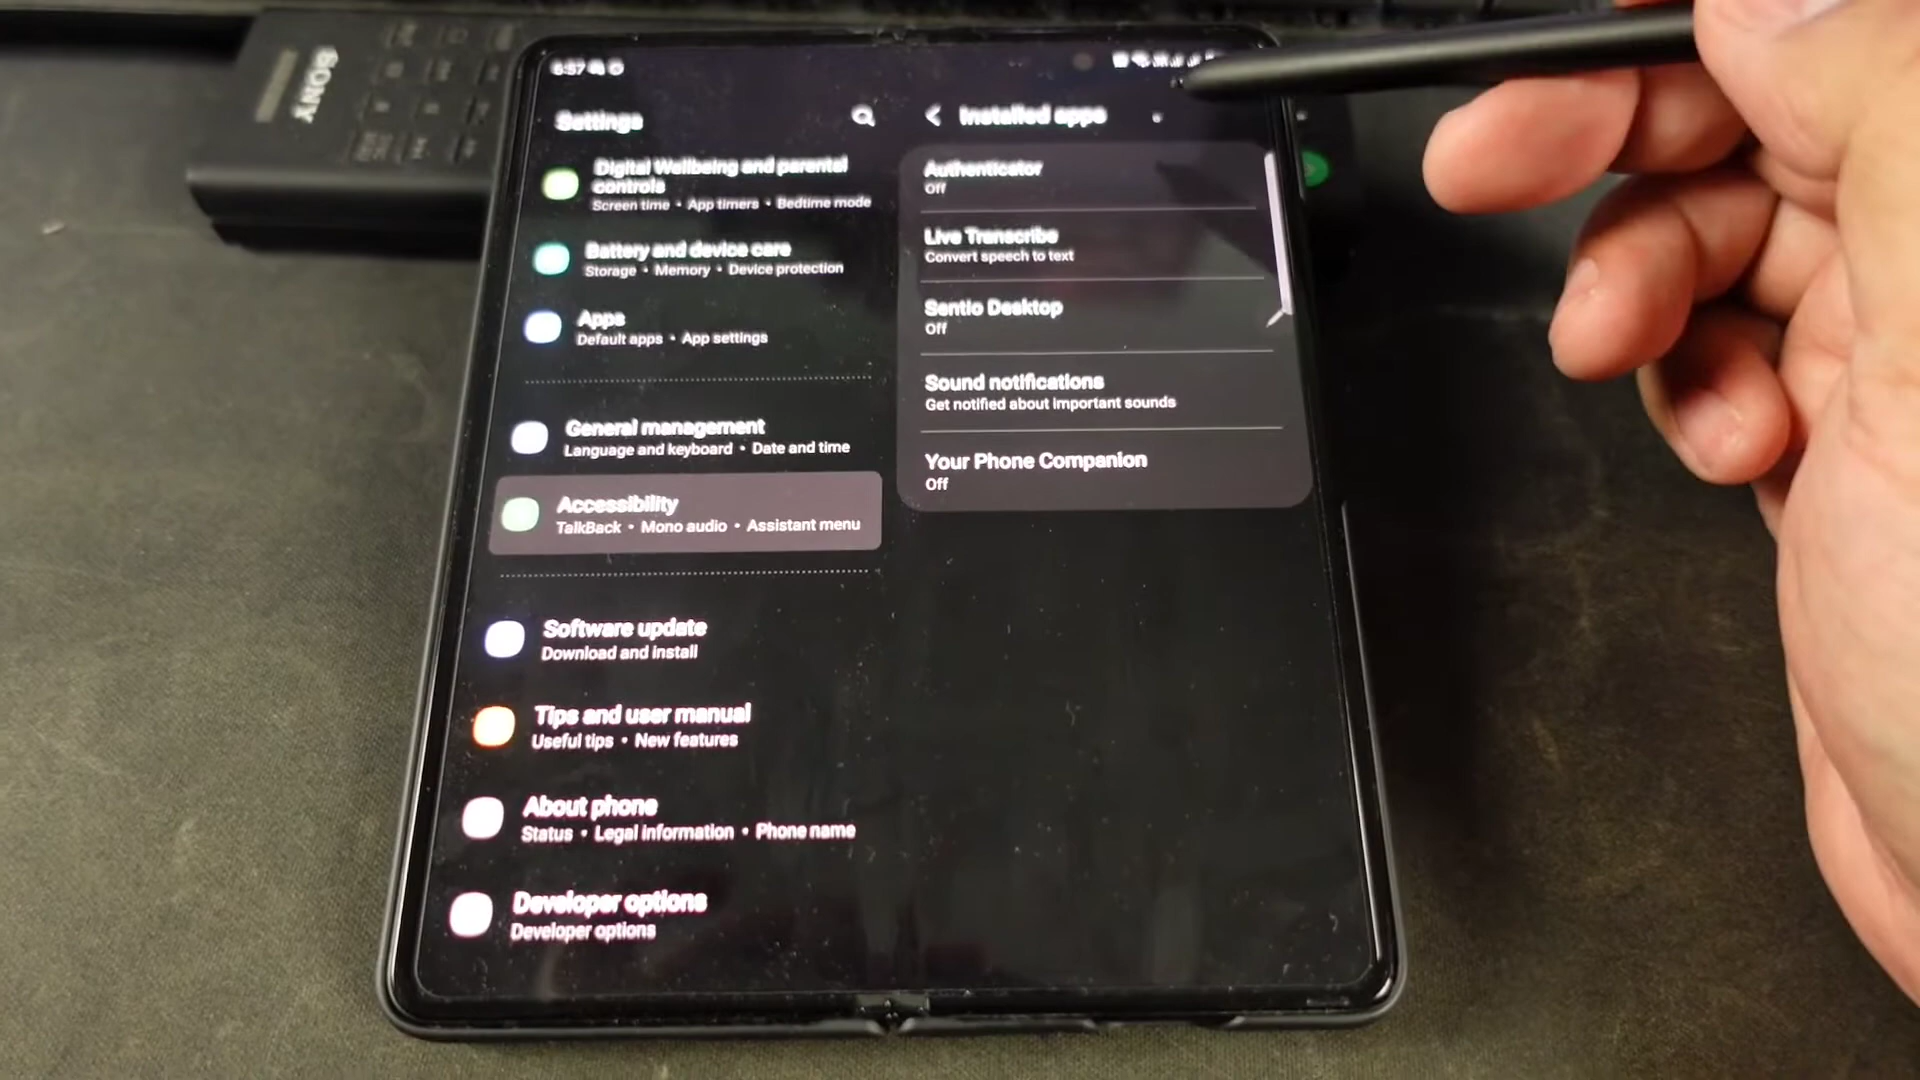 SONY
6:57
Settings
Digital Wellbeing and parental
controls
Screen time • App timers • Bedtime mode
Battery and device care
Storage • Memory • Device protection
Apps
Default apps • App settings
General management
Language and keyboard • Date and time
Accessibility
TalkBack • Mono audio • Assistant menu
Software update
Download and install
Tips and user manual
Useful tips • New features
About phone
Status • Legal information • Phone name
Developer options
Developer options
Installed apps
Authenticator
Off
Live Transcribe
Convert speech to text
Sentio Desktop
Off
Sound notifications
Get notified about important sounds
Your Phone Companion
Off